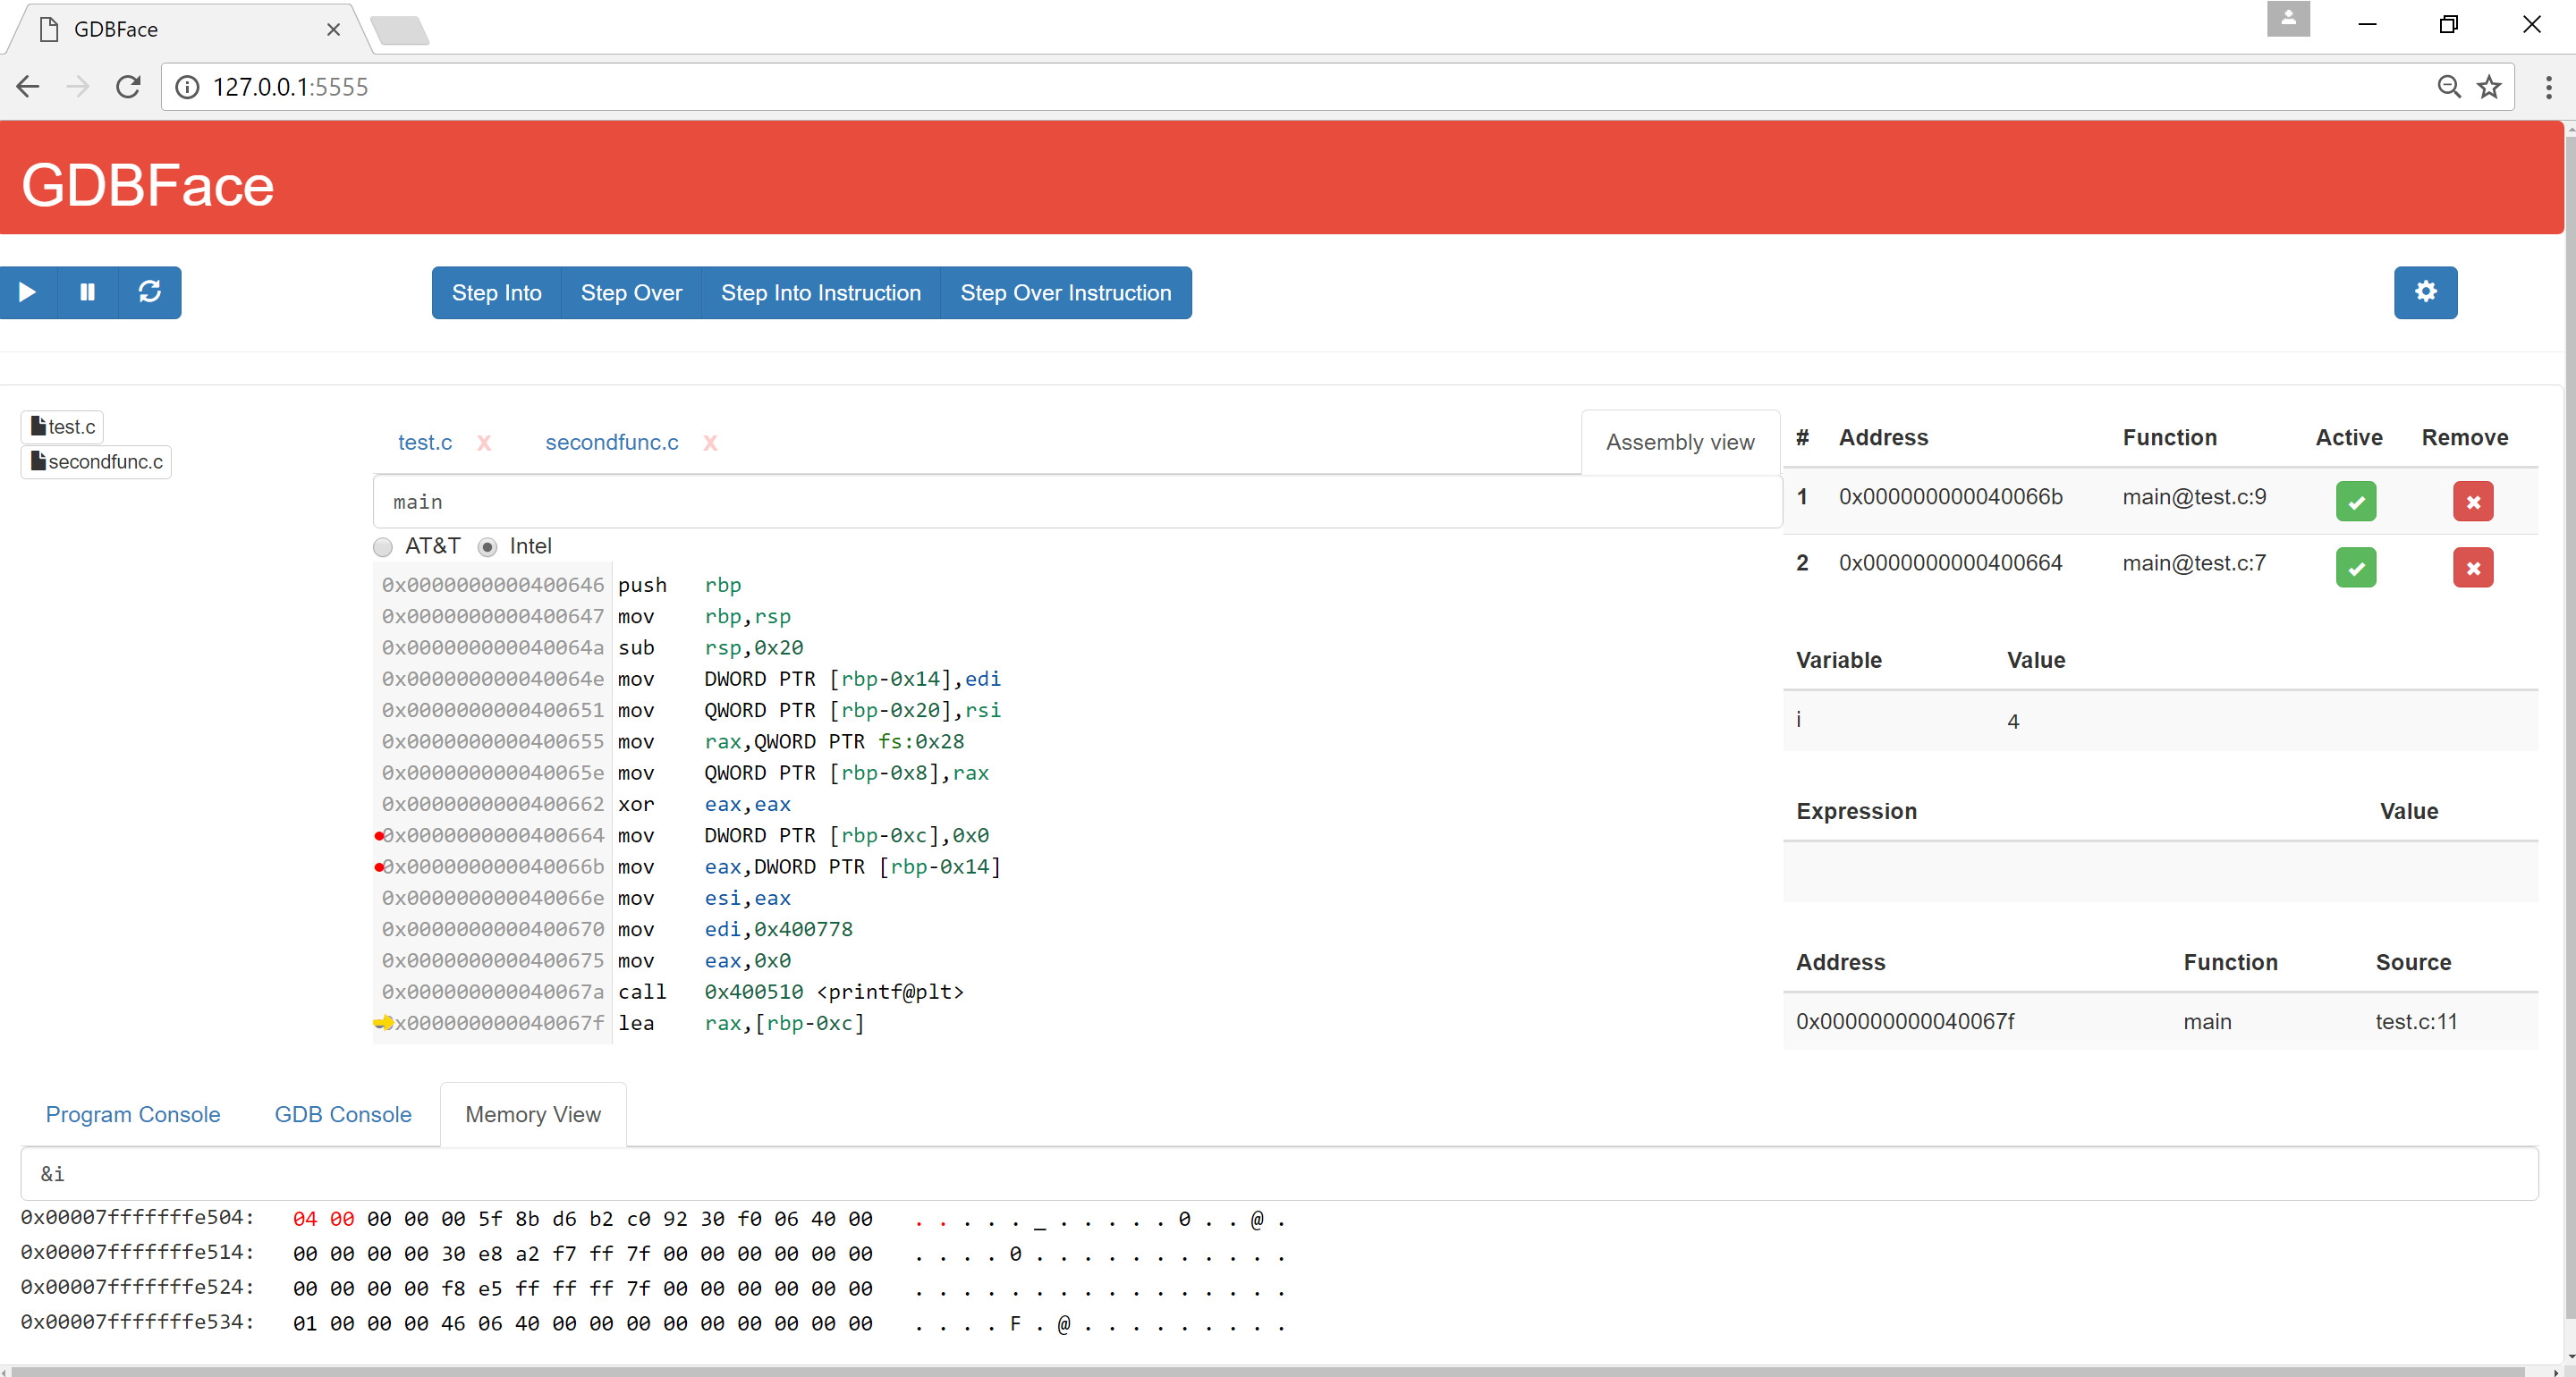 GDBFace
127.0.0.1:5555
GDBFace
Step Into Step Over Step Into Instruction Step Over Instruction
test.c
secondfunc.c
test.c x secondfunc.c x Assembly view
main
AT&T Intel
0x0000000000400646 push rbp
0x0000000000400647 mov rbp,rsp
0x000000000040064a sub rsp,0x20
0x000000000040064e mov DWORD PTR [rbp-0x14],edi
0x0000000000400651 mov QWORD PTR [rbp-0x20],rsi
0x0000000000400655 mov rax,QWORD PTR fs:0x28
0x000000000040065e mov QWORD PTR [rbp-0x8],rax
0x0000000000400662 xor eax,eax
0x0000000000400664 mov DWORD PTR [rbp-0xc],0x0
0x000000000040066b mov eax,DWORD PTR [rbp-0x14]
0x000000000040066e mov esi,eax
0x0000000000400670 mov edi,0x400778
0x0000000000400675 mov eax,0x0
0x000000000040067a call 0x400510 <printf@plt>
0x000000000040067f lea rax,[rbp-0xc]
# Address Function Active Remove
1 0x000000000040066b main@test.c:9
2 0x0000000000400664 main@test.c:7
Variable Value
i 4
Expression Value
Address Function Source
0x000000000040067f main test.c:11
Program Console GDB Console Memory View
&i
0x00007fffffffe504: 04 00 00 00 00 5f 8b d6 b2 c0 92 30 f0 06 40 00 . . . . . _ . . . . . 0 . . @ .
0x00007fffffffe514: 00 00 00 00 30 e8 a2 f7 ff 7f 00 00 00 00 00 00 . . . . 0 . . . . . . . . . . .
0x00007fffffffe524: 00 00 00 00 f8 e5 ff ff ff 7f 00 00 00 00 00 00 . . . . . . . . . . . . . . . .
0x00007fffffffe534: 01 00 00 00 46 06 40 00 00 00 00 00 00 00 00 00 . . . . F . @ . . . . . . . . .